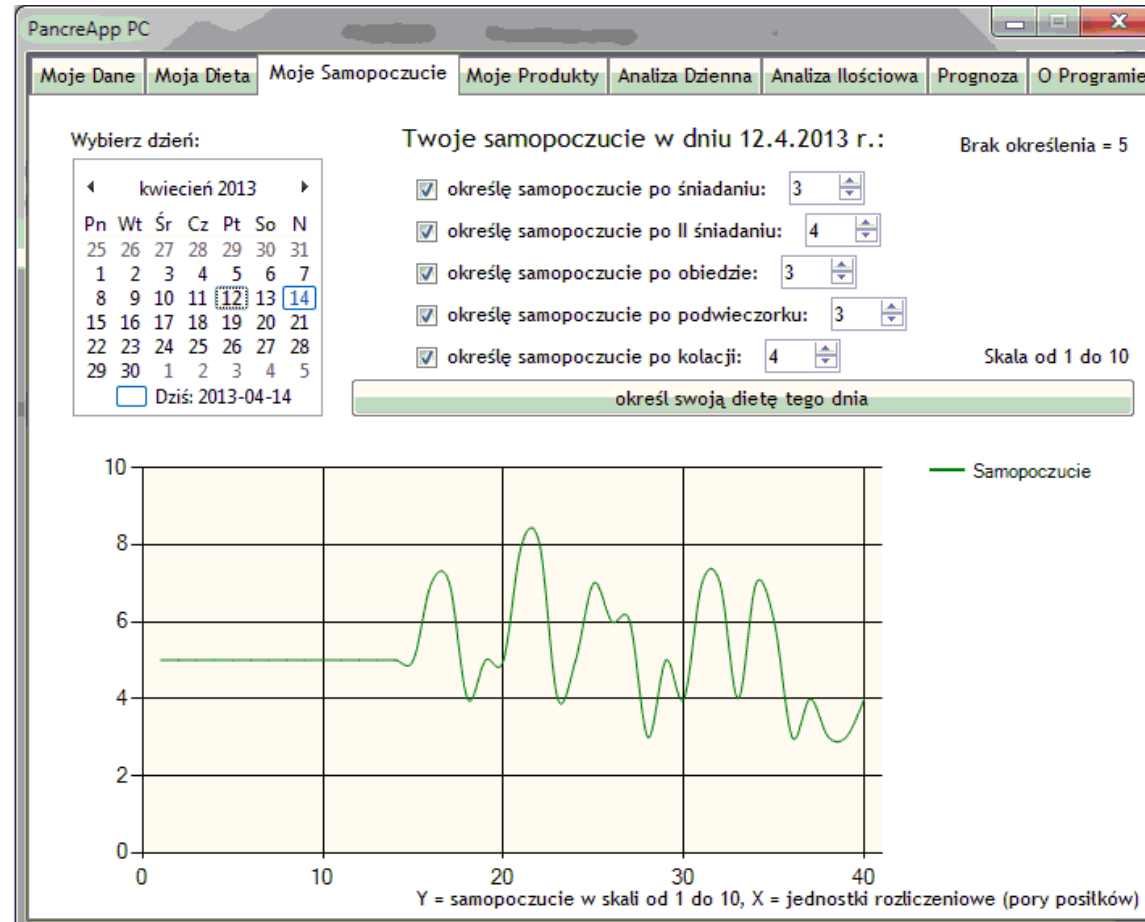 PancreApp PC
Moje Dane Moja Dieta Moje Samopoczucie Moje Produkty Analiza Dzienna Analiza Ilościowa Prognoza O Programie
Wybierz dzień:
Twoje samopoczucie w dniu 12.4.2013 r.:
Brak określenia = 5
kwiecień 2013
Pn Wt Śr Cz Pt So N
25 26 27 28 29 30 31
1 2 3 4 5 6 7
8 9 10 11 12 13 14
15 16 17 18 19 20 21
22 23 24 25 26 27 28
29 30 1 2 3 4 5
Dziś: 2013-04-14
określę samopoczucie po śniadaniu: 3
określę samopoczucie po II śniadaniu: 4
określę samopoczucie po obiedzie: 3
określę samopoczucie po podwieczorku: 3
określę samopoczucie po kolacji: 4
Skala od 1 do 10
określ swoją dietę tego dnia
10
8
6
4
2
0
0 10 20 30 40
Samopoczucie
Y = samopoczucie w skali od 1 do 10, X = jednostki rozliczeniowe (pory posiłków)